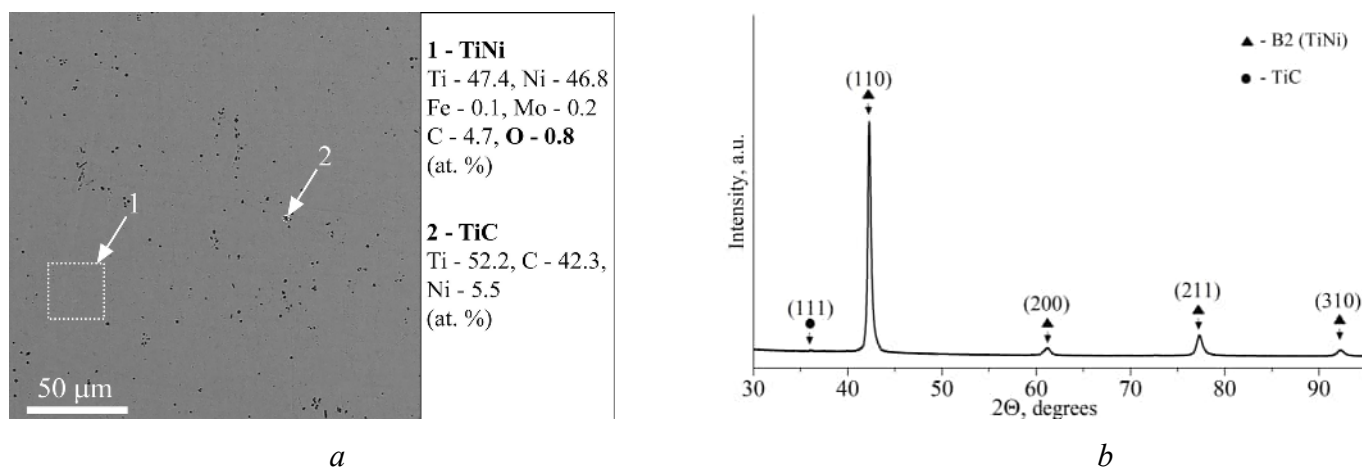 1 - TiNi
Ti - 47.4, Ni - 46.8
Fe - 0.1, Mo - 0.2
C - 4.7, O - 0.8
(at. %)
2 - TiC
Ti - 52.2, C - 42.3,
Ni - 5.5
(at. %)
1
2
50 µm
a
Intensity, a.u.
▲ - B2 (TiNi)
● - TiC
(110)
(111)
(200)
(211)
(310)
30 40 50 60 70 80 90
2Θ, degrees
b